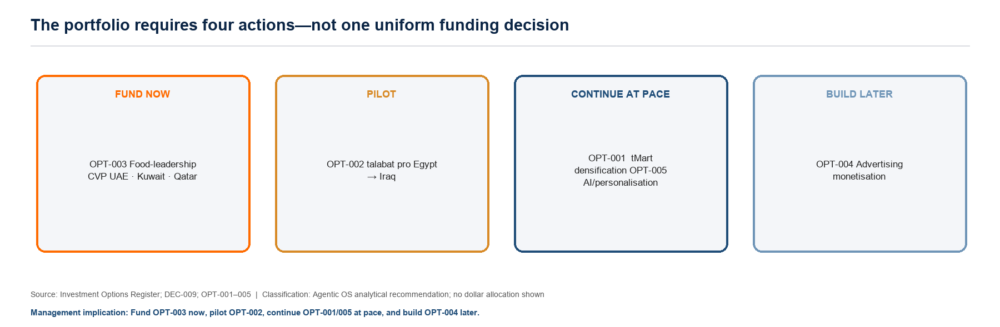 The portfolio requires four actions—not one uniform funding decision
FUND NOW
OPT-003 Food-leadership
CVP UAE · Kuwait · Qatar
PILOT
OPT-002 talabat pro Egypt
→ Iraq
CONTINUE AT PACE
OPT-001  tMart
densification OPT-005
AI/personalisation
BUILD LATER
OPT-004 Advertising
monetisation
Source: Investment Options Register; DEC-009; OPT-001–005  |  Classification: Agentic OS analytical recommendation; no dollar allocation shown
Management implication: Fund OPT-003 now, pilot OPT-002, continue OPT-001/005 at pace, and build OPT-004 later.